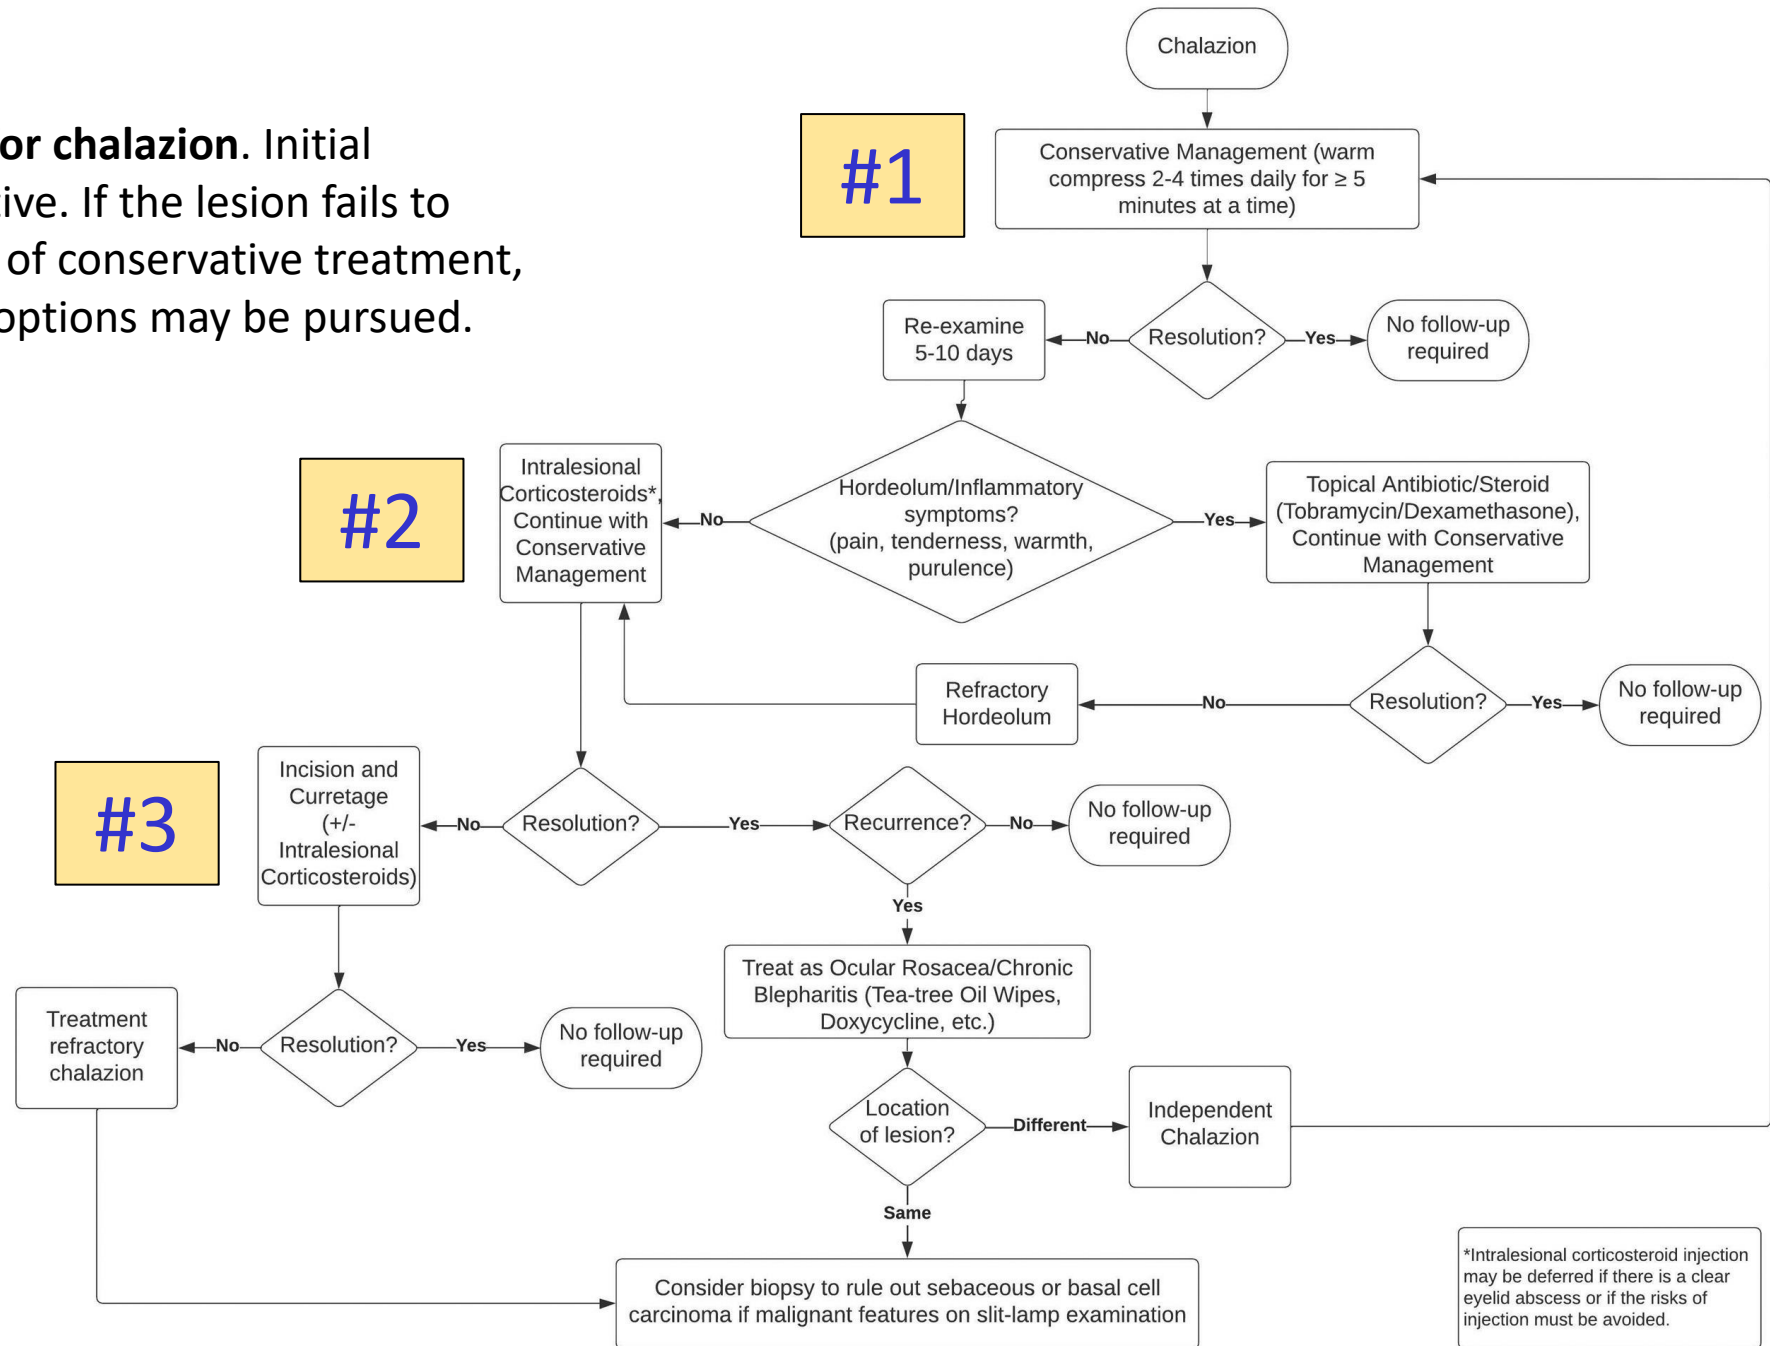 or chalazion. Initial
tive. If the lesion fails to
of conservative treatment,
options may be pursued.
Chalazion
#1
Conservative Management (warm
compress 2-4 times daily for ≥ 5
minutes at a time)
Re-examine
5-10 days
No
Resolution?
Yes
No follow-up
required
#2
Intralesional
Corticosteroids*,
Continue with
Conservative
Management
No
Hordeolum/Inflammatory
symptoms?
(pain, tenderness, warmth,
purulence)
Yes
Topical Antibiotic/Steroid
(Tobramycin/Dexamethasone),
Continue with Conservative
Management
Refractory
Hordeolum
No
Resolution?
Yes
No follow-up
required
#3
Incision and
Curretage
(+/-
Intralesional
Corticosteroids)
No
Resolution?
Yes
Recurrence?
No
No follow-up
required
Yes
Treat as Ocular Rosacea/Chronic
Blepharitis (Tea-tree Oil Wipes,
Doxycycline, etc.)
Treatment
refractory
chalazion
No
Resolution?
Yes
No follow-up
required
Location
of lesion?
Different
Independent
Chalazion
Same
Consider biopsy to rule out sebaceous or basal cell
carcinoma if malignant features on slit-lamp examination
*Intralesional corticosteroid injection
may be deferred if there is a clear
eyelid abscess or if the risks of
injection must be avoided.